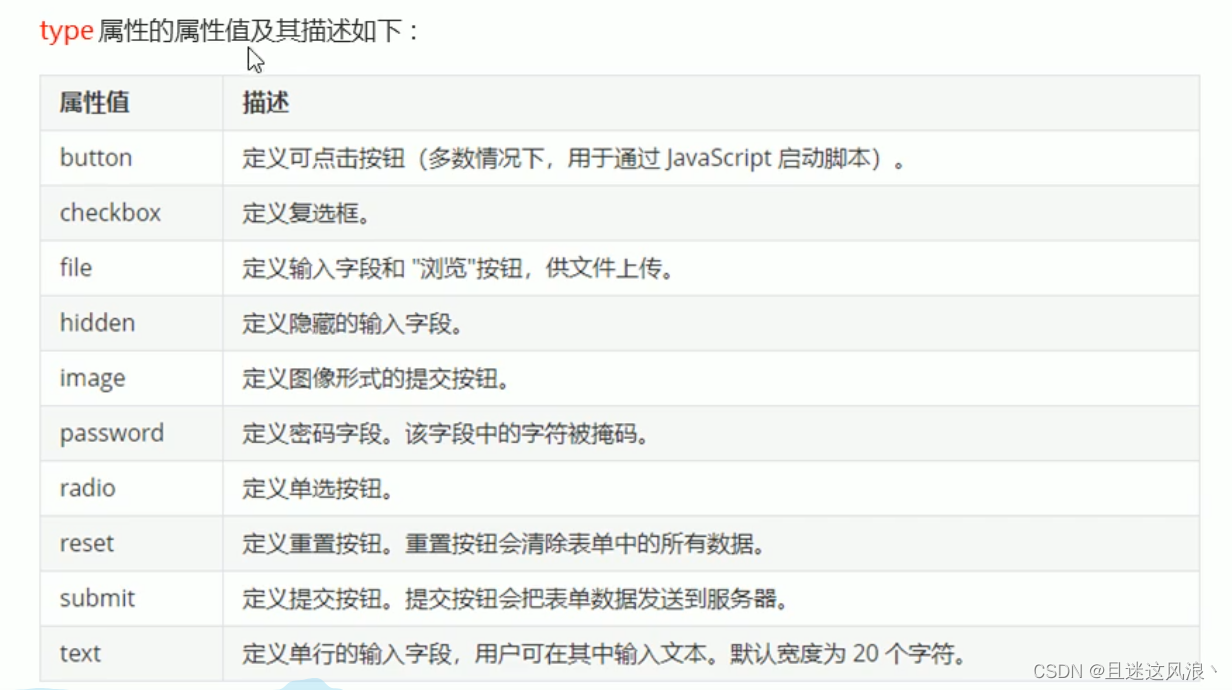 type 属性的属性值及其描述如下：
属性值 描述
button 定义可点击按钮（多数情况下，用于通过 JavaScript 启动脚本）。
checkbox 定义复选框。
file 定义输入字段和 "浏览"按钮，供文件上传。
hidden 定义隐藏的输入字段。
image 定义图像形式的提交按钮。
password 定义密码字段。该字段中的字符被掩码。
radio 定义单选按钮。
reset 定义重置按钮。重置按钮会清除表单中的所有数据。
submit 定义提交按钮。提交按钮会把表单数据发送到服务器。
text 定义单行的输入字段，用户可在其中输入文本。默认宽度为 20 个字符。
CSDN @且迷这风浪丶